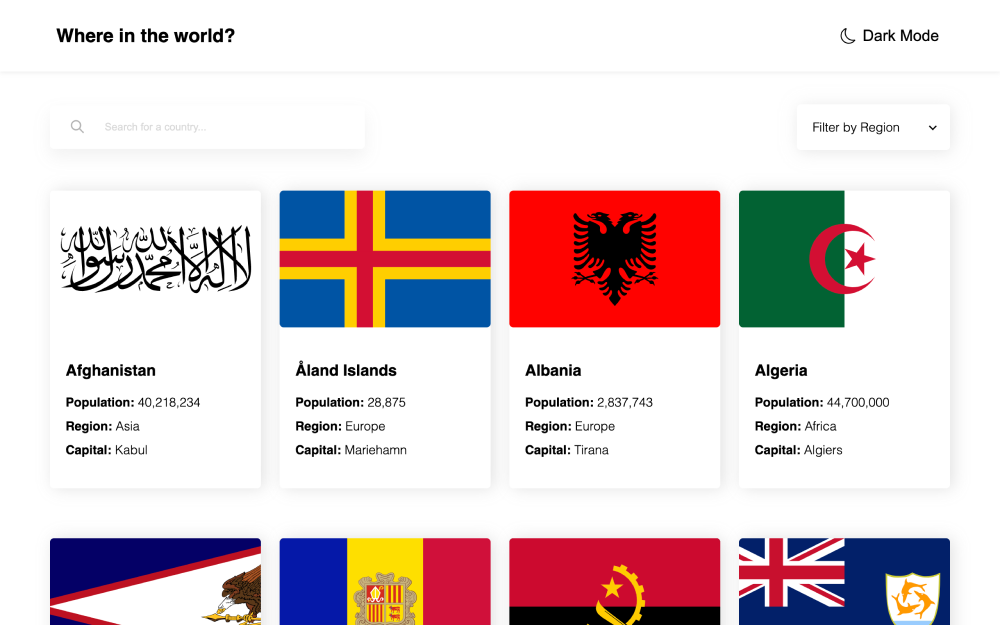 Where in the world?
Dark Mode
Search for a country...
Filter by Region
لا إله إلا الله محمد رسول الله
Afghanistan
Population: 40,218,234
Region: Asia
Capital: Kabul
Åland Islands
Population: 28,875
Region: Europe
Capital: Mariehamn
Albania
Population: 2,837,743
Region: Europe
Capital: Tirana
Algeria
Population: 44,700,000
Region: Africa
Capital: Algiers